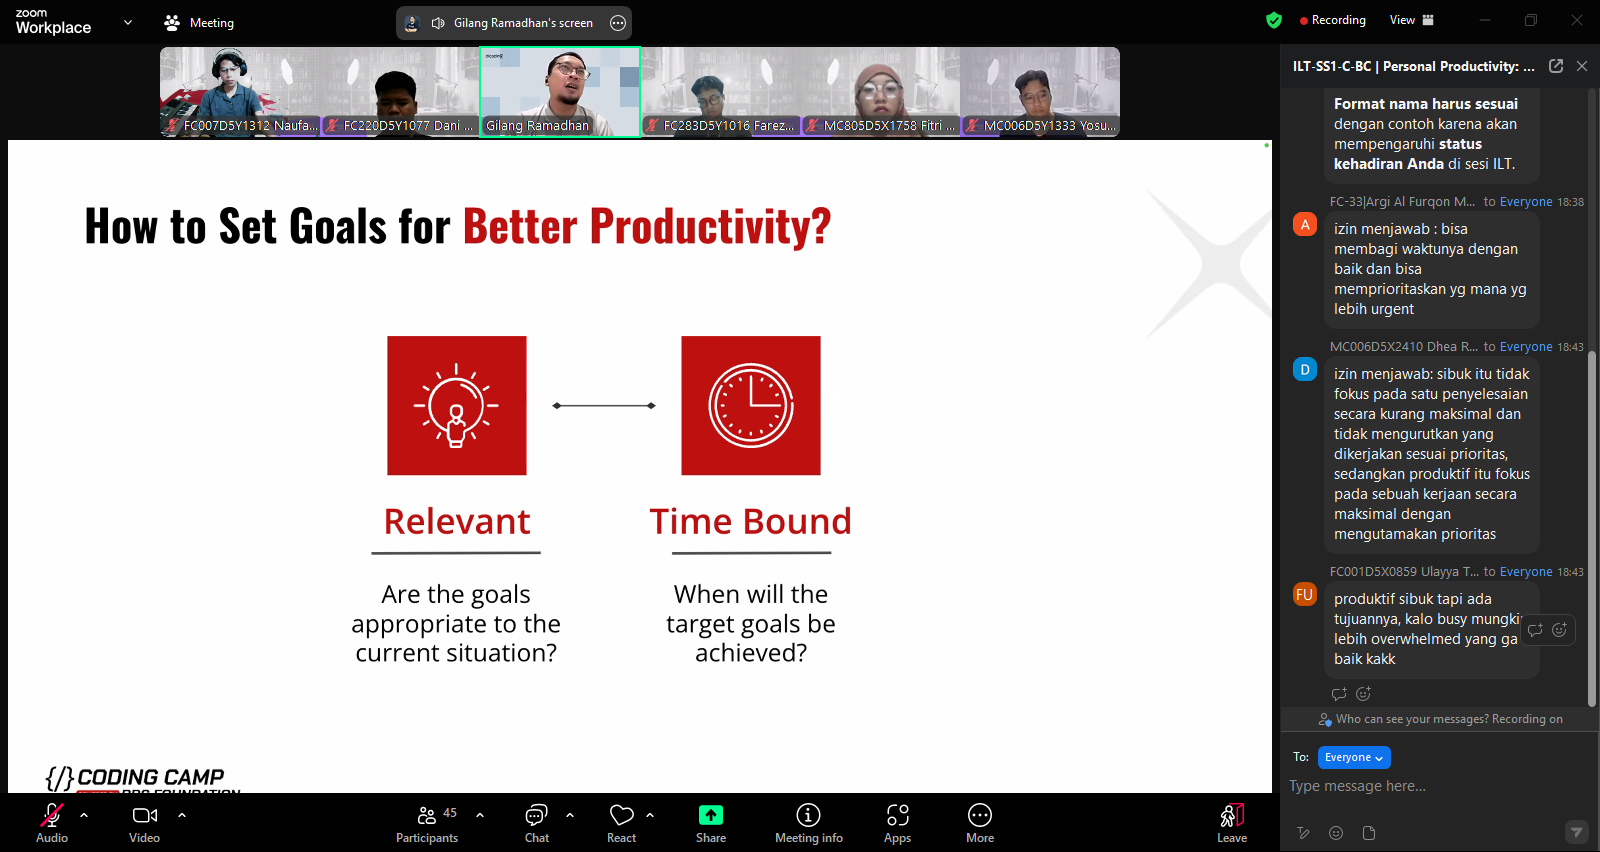 zoom
Workplace
Meeting
Gilang Ramadhan's screen
Recording
View
FC007D5Y1312 Naufa...
FC220D5Y1077 Dani ...
Gilang Ramadhan
FC283D5Y1016 Farez...
MC805D5X1758 Fitri ...
MC006D5Y1333 Yosu...
How to Set Goals for Better Productivity?
Relevant
Are the goals
appropriate to the
current situation?
Time Bound
When will the
target goals be
achieved?
{/} CODING CAMP
ILT-SS1-C-BC | Personal Productivity: ...
Format nama harus sesuai
dengan contoh karena akan
mempengaruhi status
kehadiran Anda di sesi ILT.
FC-33|Argi Al Furqon M... to Everyone 18:38
A
izin menjawab : bisa
membagi waktunya dengan
baik dan bisa
memprioritaskan yg mana yg
lebih urgent
MC006D5X2410 Dhea R... to Everyone 18:43
D
izin menjawab: sibuk itu tidak
fokus pada satu penyelesaian
secara kurang maksimal dan
tidak mengurutkan yang
dikerjakan sesuai prioritas,
sedangkan produktif itu fokus
pada sebuah kerjaan secara
maksimal dengan
mengutamakan prioritas
FC001D5X0859 Ulayya T... to Everyone 18:43
FU
produktif sibuk tapi ada
tujuannya, kalo busy mungki
lebih overwhelmed yang ga
baik kakk
Who can see your messages? Recording on
To: Everyone
Type message here...
Audio
Video
Participants
45
Chat
React
Share
Meeting info
Apps
More
Leave